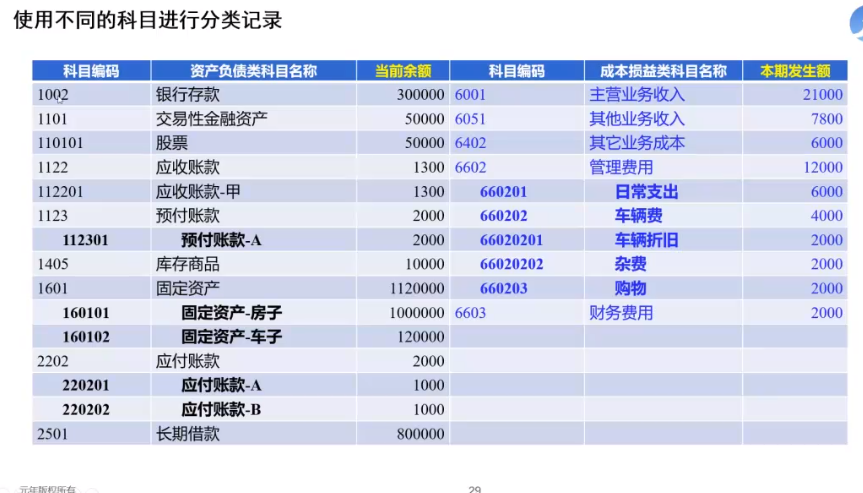 使用不同的科目进行分类记录
科目编码 资产负债类科目名称 当前余额 科目编码 成本损益类科目名称 本期发生额
1002 银行存款 300000 6001 主营业务收入 21000
1101 交易性金融资产 50000 6051 其他业务收入 7800
110101 股票 50000 6402 其它业务成本 6000
1122 应收账款 1300 6602 管理费用 12000
112201 应收账款-甲 1300 660201 日常支出 6000
1123 预付账款 2000 660202 车辆费 4000
112301 预付账款-A 2000 66020201 车辆折旧 2000
1405 库存商品 10000 66020202 杂费 2000
1601 固定资产 1120000 660203 购物 2000
160101 固定资产-房子 1000000 6603 财务费用 2000
160102 固定资产-车子 120000
2202 应付账款 2000
220201 应付账款-A 1000
220202 应付账款-B 1000
2501 长期借款 800000
元年版权所有 29